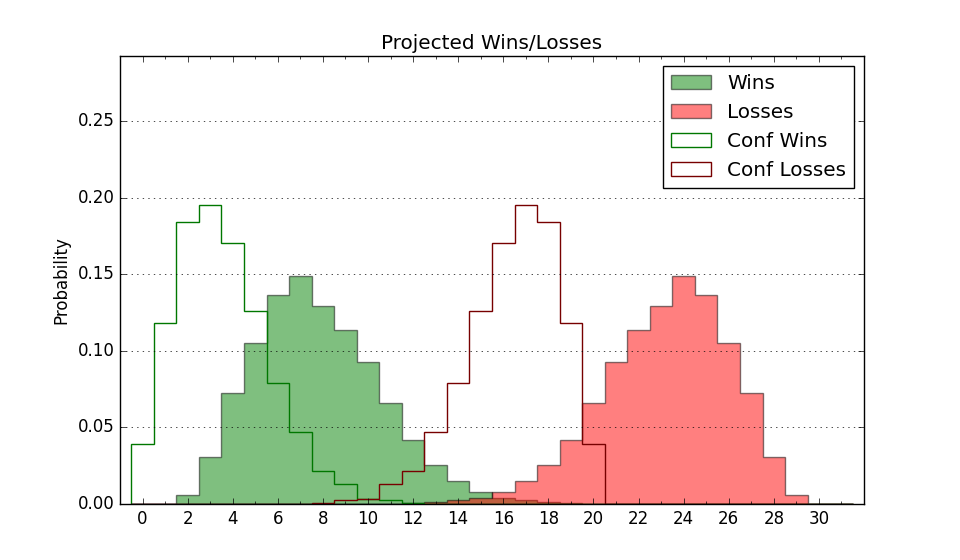 Projected Wins/Losses
Wins
Losses
Conf Wins
Conf Losses
Probability
0.25
0.20
0.15
0.10
0.05
0.00
0 2 4 6 8 10 12 14 16 18 20 22 24 26 28 30